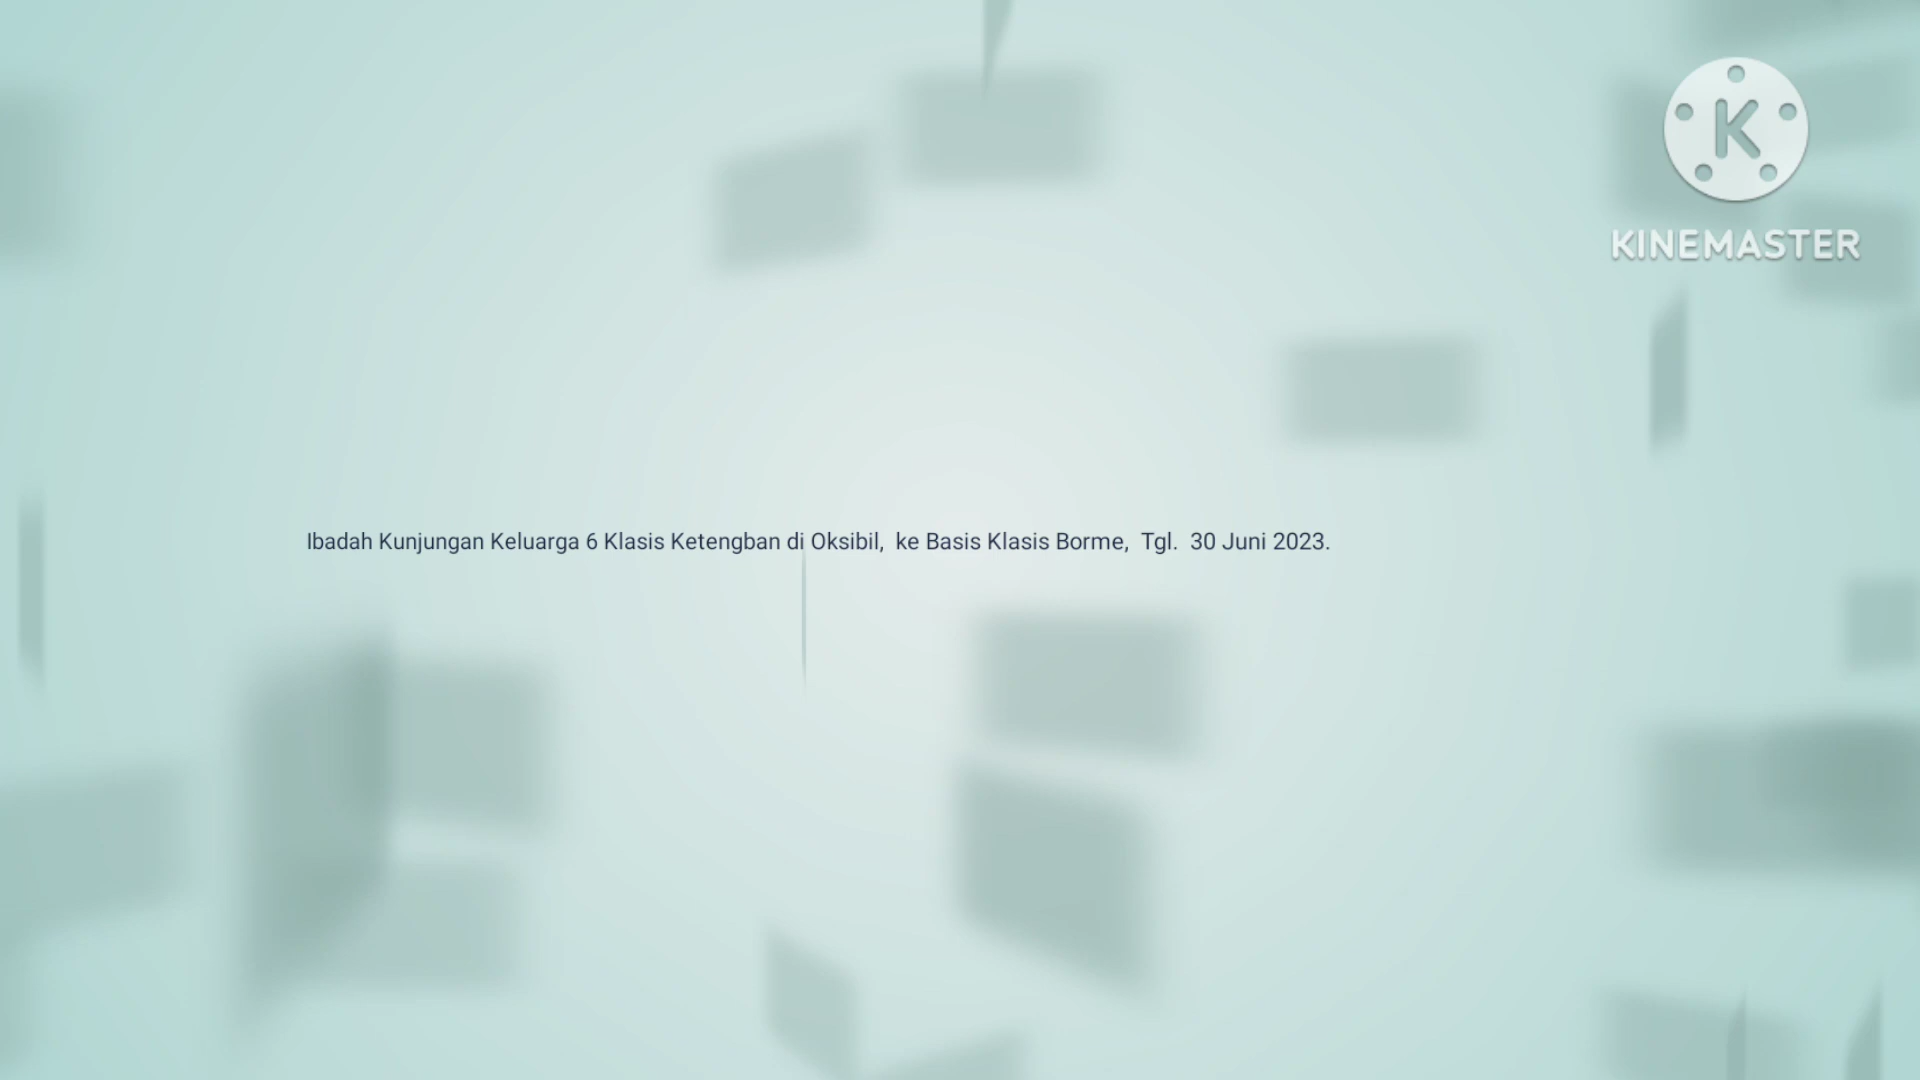 K
KINEMASTER
Ibadah Kunjungan Keluarga 6 Klasis Ketengban di Oksibil,  ke Basis Klasis Borme,  Tgl.  30 Juni 2023.